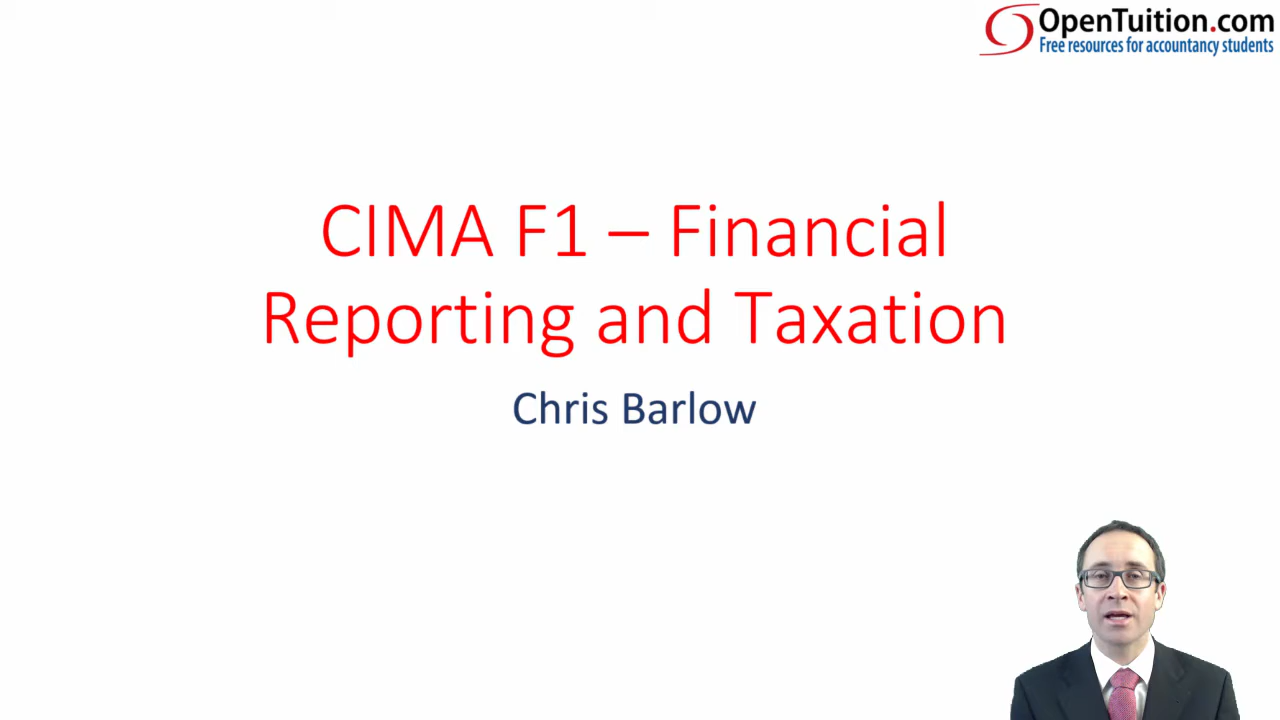 OpenTuition.com
Free resources for accountancy students
CIMA F1 – Financial
Reporting and Taxation
Chris Barlow